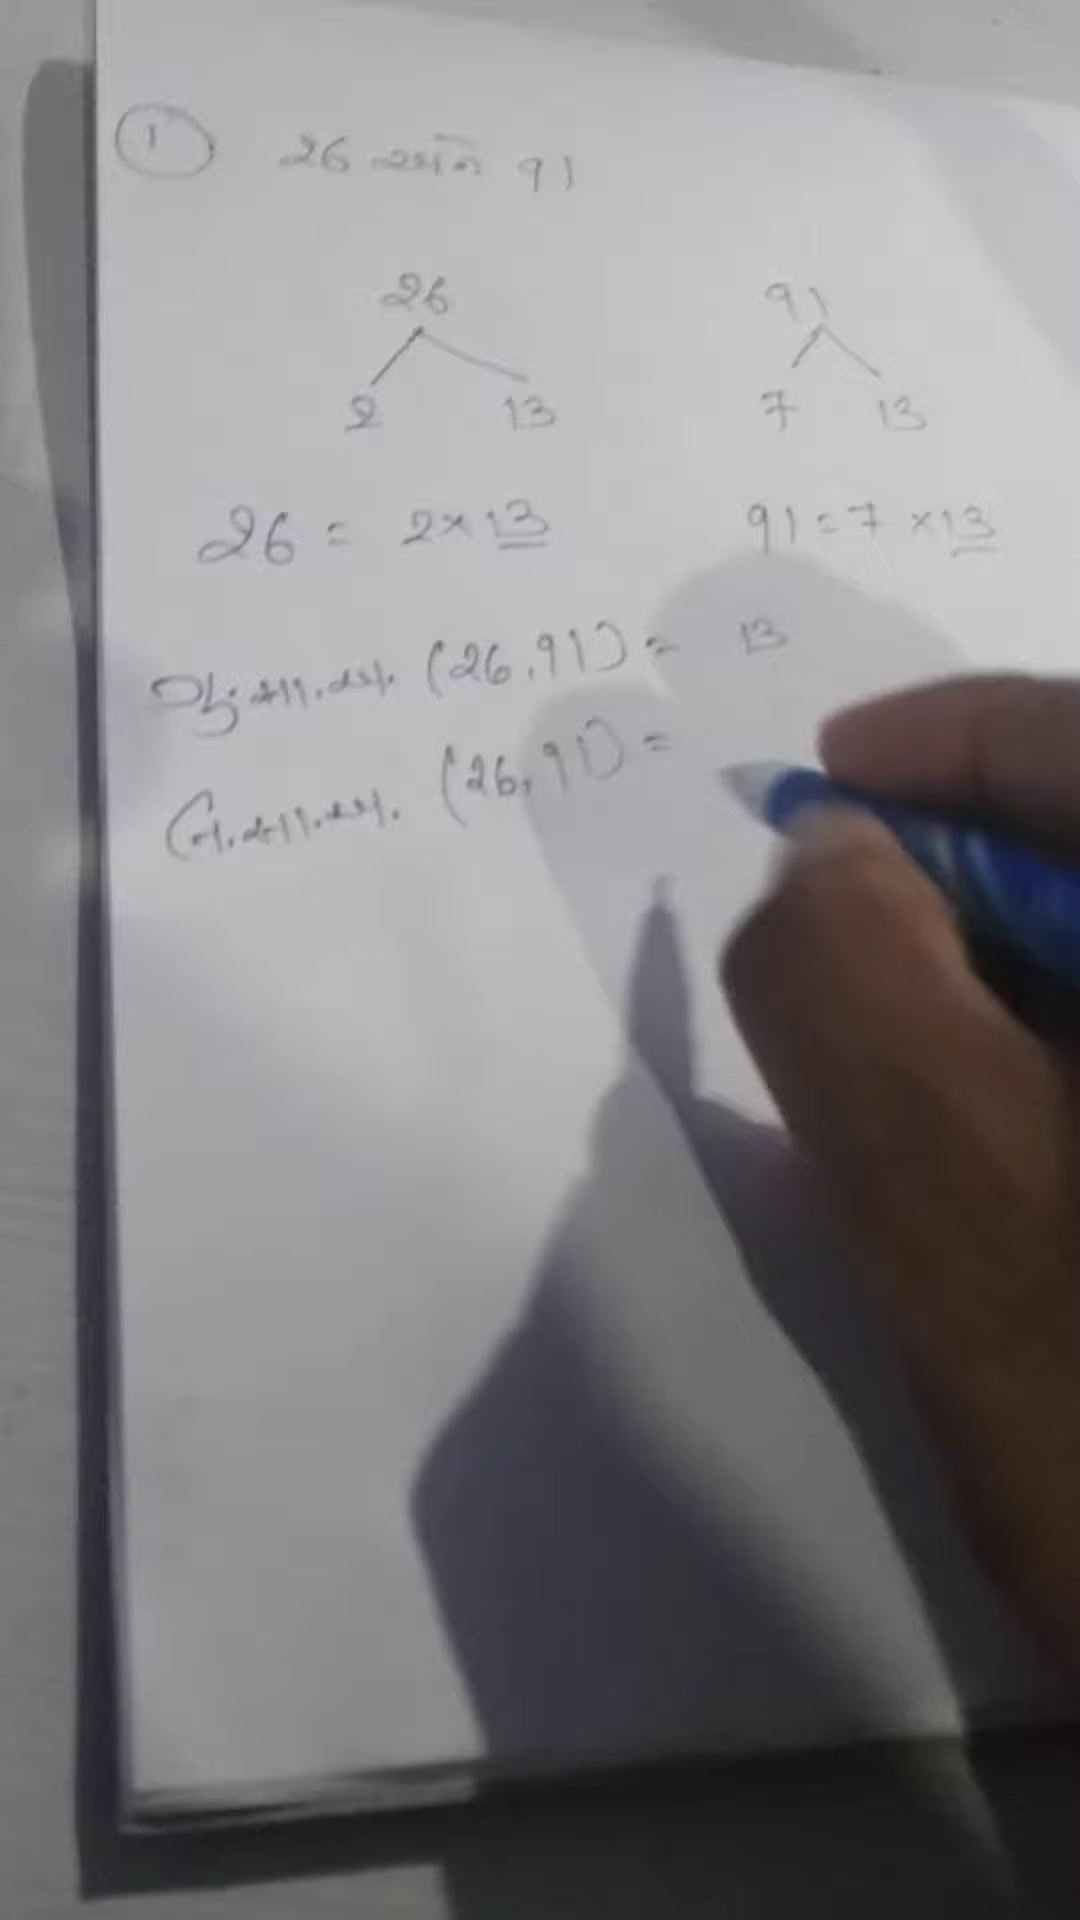 1 26 અને 91
26 91
2 13 7 13
26 = 2 × 13 91 = 7 × 13
ગુ.સા.અ. (26, 91) = 13
લ.સા.અ. (26, 91) =